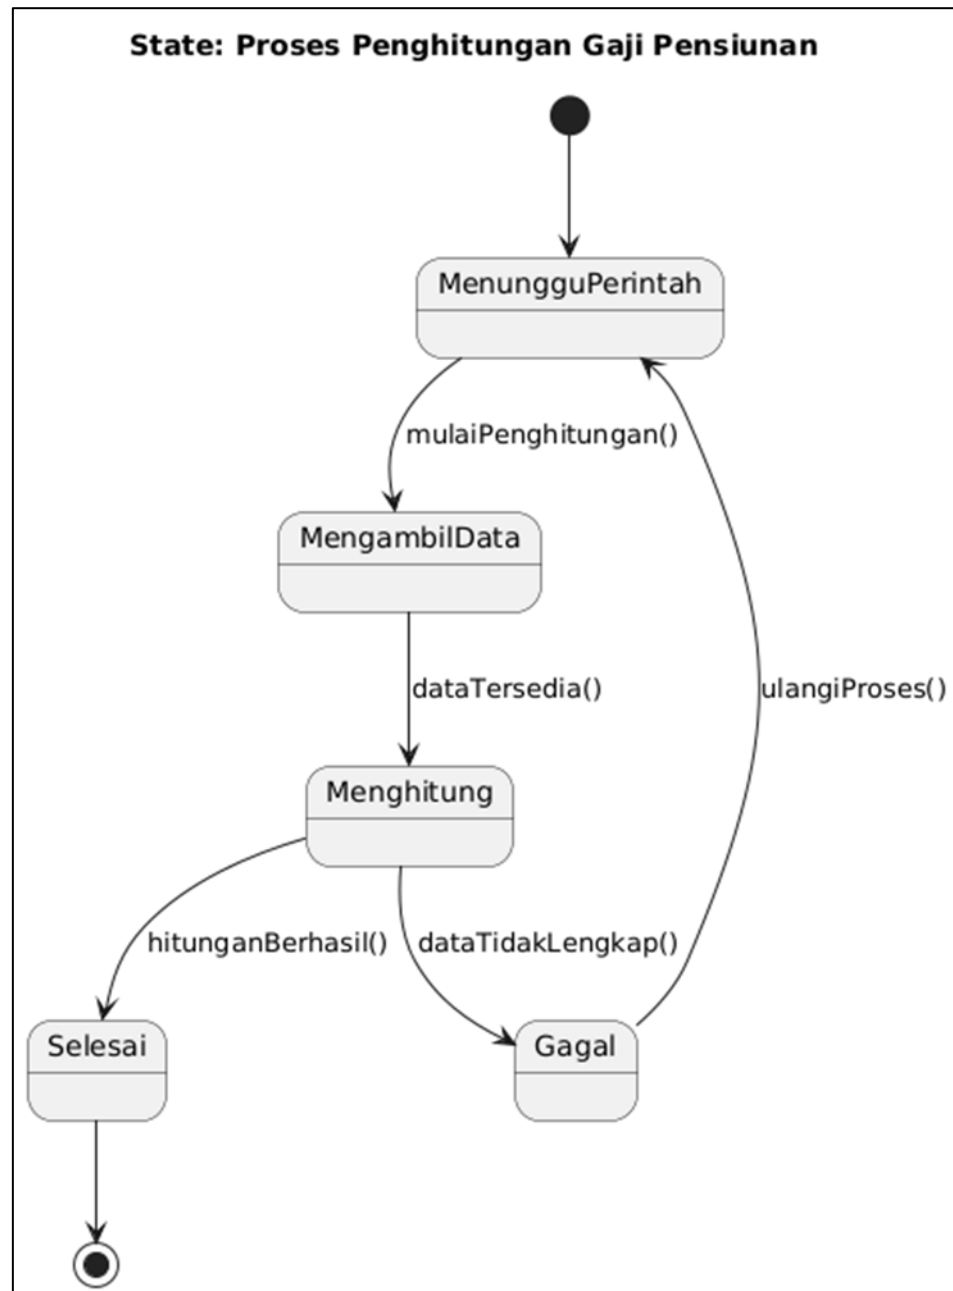 State: Proses Penghitungan Gaji Pensiunan
MenungguPerintah
mulaiPenghitungan()
MengambilData
dataTersedia()
ulangiProses()
Menghitung
hitunganBerhasil()
dataTidakLengkap()
Selesai
Gagal